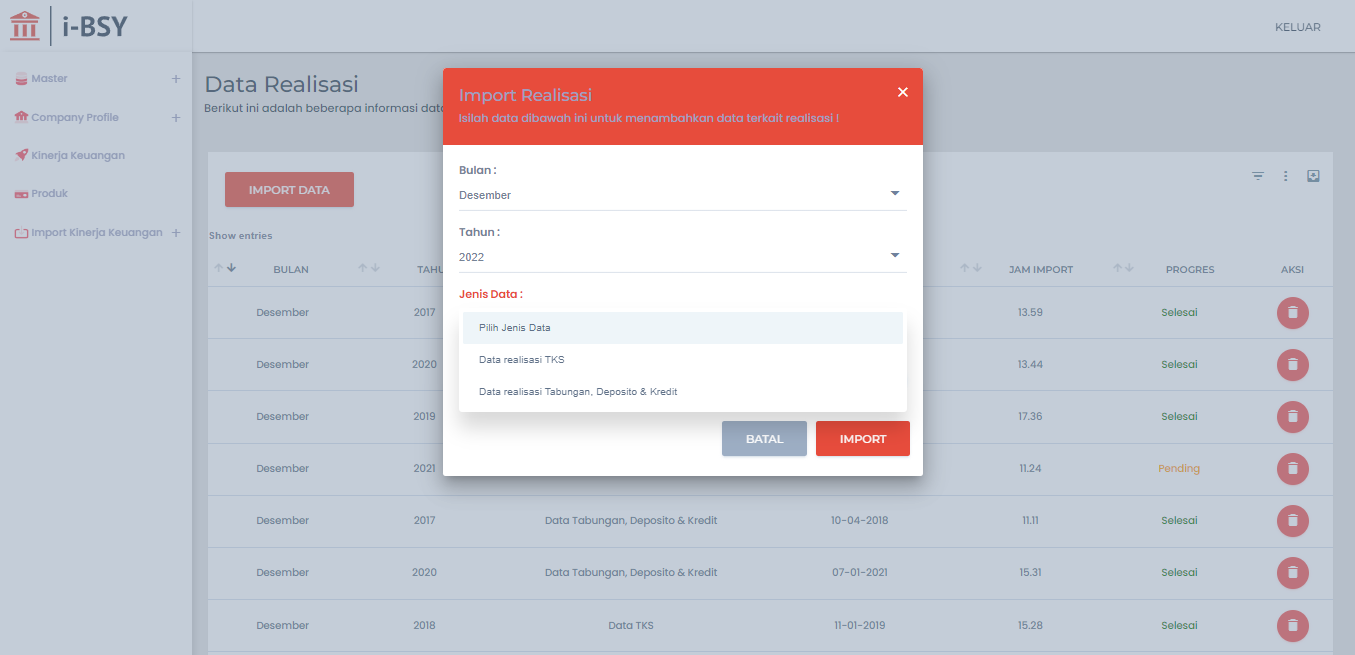 i-BSY
KELUAR
Master
Company Profile
Kinerja Keuangan
Produk
Import Kinerja Keuangan
Data Realisasi
Berikut ini adalah beberapa informasi
IMPORT DATA
Show entries
Import Realisasi
Isilah data dibawah ini untuk menambahkan data terkait realisasi !
Bulan :
Desember
Tahun :
2022
Jenis Data :
Pilih Jenis Data
Data realisasi TKS
Data realisasi Tabungan, Deposito & Kredit
BATAL IMPORT
BULAN JAM IMPORT PROGRES AKSI
Desember 2017 13.59 Selesai
Desember 2020 13.44 Selesai
Desember 2019 17.36 Selesai
Desember 2021 11.24 Pending
Desember 2017 Data Tabungan, Deposito & Kredit 10-04-2018 11.11 Selesai
Desember 2020 Data Tabungan, Deposito & Kredit 07-01-2021 15.31 Selesai
Desember 2018 Data TKS 11-01-2019 15.28 Selesai